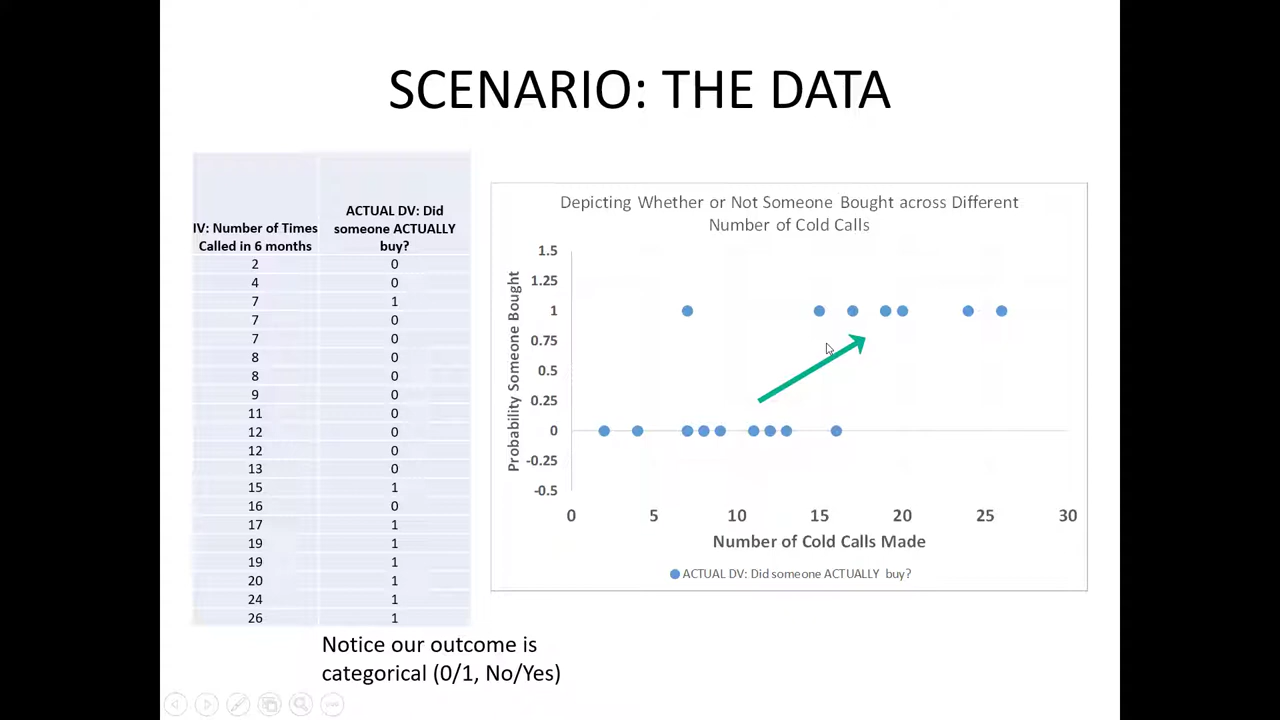 SCENARIO: THE DATA
IV: Number of Times
Called in 6 months
ACTUAL DV: Did
someone ACTUALLY
buy?
2 0
4 0
7 1
7 0
7 0
8 0
8 0
9 0
11 0
12 0
12 0
13 0
15 1
16 0
17 1
19 1
19 1
20 1
24 1
26 1
Notice our outcome is
categorical (0/1, No/Yes)
Depicting Whether or Not Someone Bought across Different
Number of Cold Calls
Probability Someone Bought
1.5
1.25
1
0.75
0.5
0.25
0
-0.25
-0.5
0 5 10 15 20 25 30
Number of Cold Calls Made
ACTUAL DV: Did someone ACTUALLY buy?